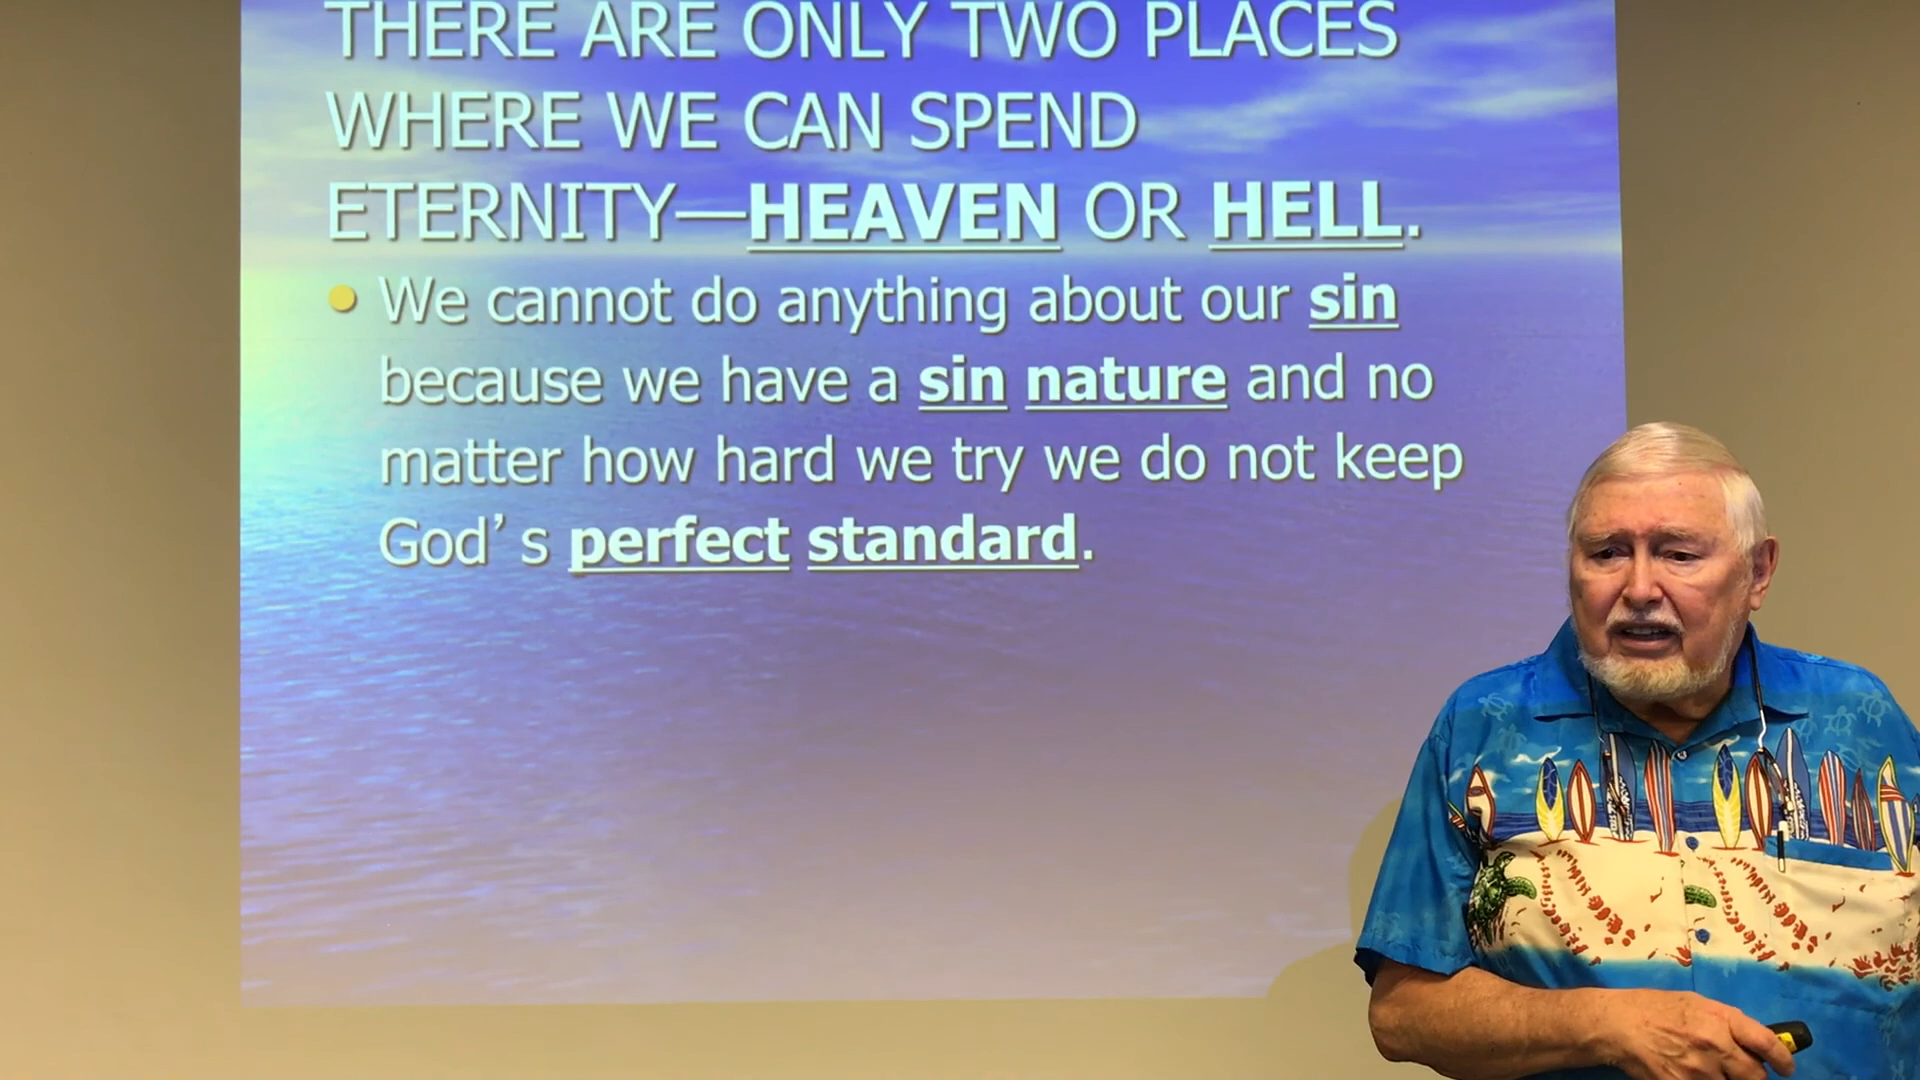 THERE ARE ONLY TWO PLACES
WHERE WE CAN SPEND
ETERNITY—HEAVEN OR HELL.
We cannot do anything about our sin
because we have a sin nature and no
matter how hard we try we do not keep
God’s perfect standard.